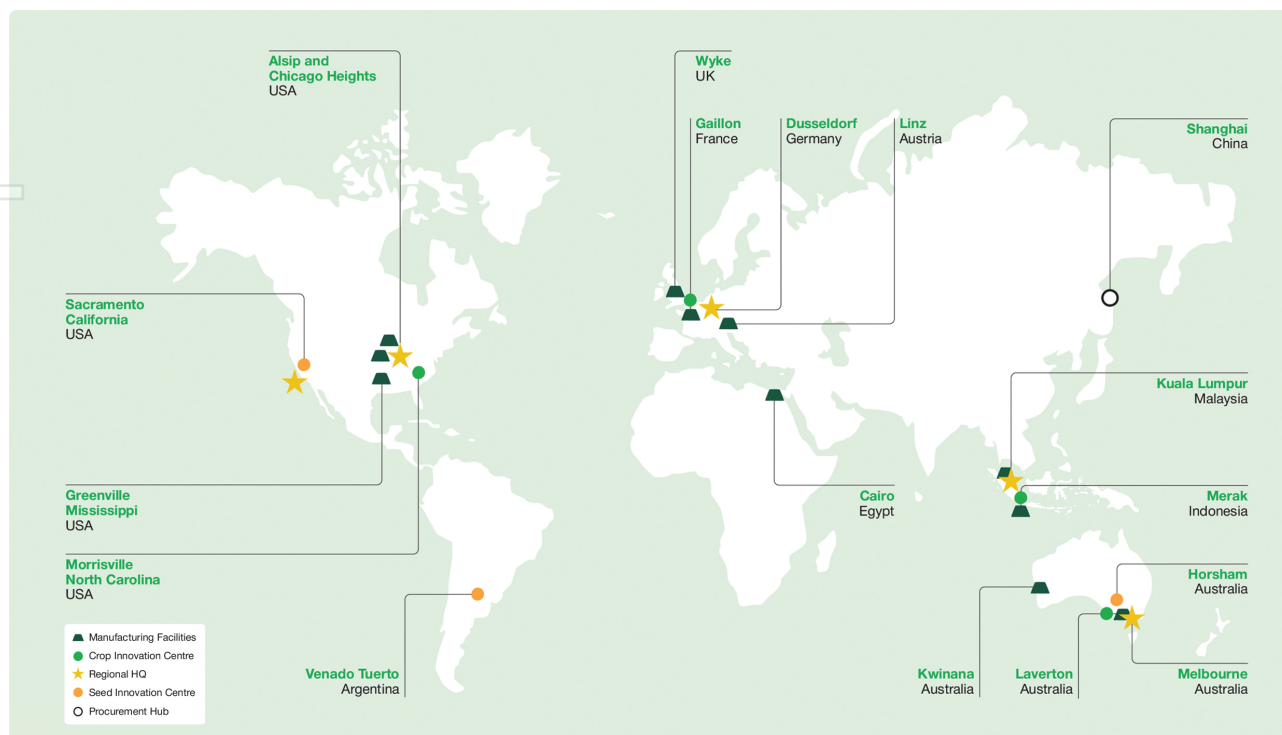 Alsip and
Chicago Heights
USA
Wyke
UK
Gaillon
France
Dusseldorf
Germany
Linz
Austria
Shanghai
China
Sacramento
California
USA
Kuala Lumpur
Malaysia
Greenville
Mississippi
USA
Cairo
Egypt
Merak
Indonesia
Morrisville
North Carolina
USA
Horsham
Australia
Venado Tuerto
Argentina
Kwinana
Australia
Laverton
Australia
Melbourne
Australia
Manufacturing Facilities
Crop Innovation Centre
Regional HQ
Seed Innovation Centre
Procurement Hub